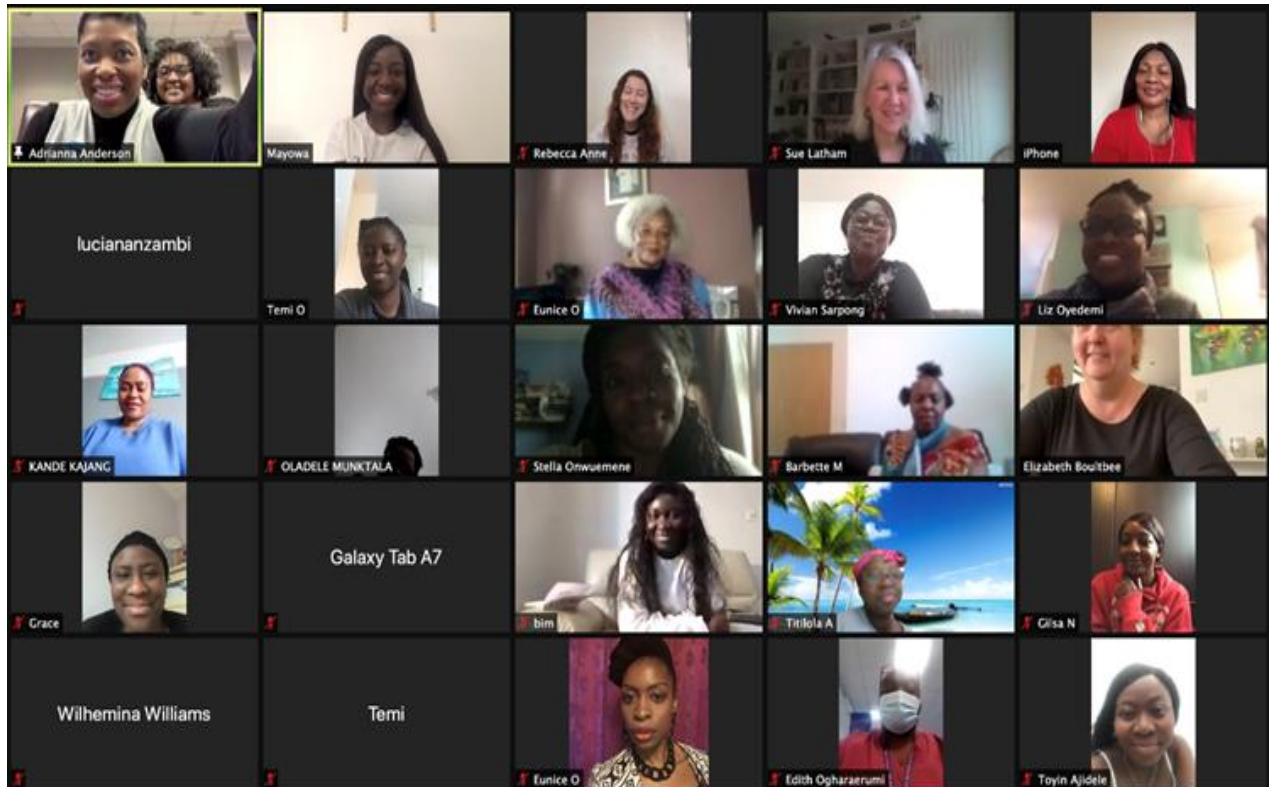 Adrianna Anderson
Mayowa
Rebecca Anne
Sue Latham
iPhone
luciananzambi
Temi O
Eunice O
Vivian Sarpong
Liz Oyedemi
KANDE KAJANG
OLADELE MUNKTALA
Stella Onwuemene
Barbette M
Elizabeth Boultbee
Grace
Galaxy Tab A7
bim
Titilola A
Gilsa N
Wilhemina Williams
Temi
Eunice O
Edith Ogharaerumi
Toyin Ajidele